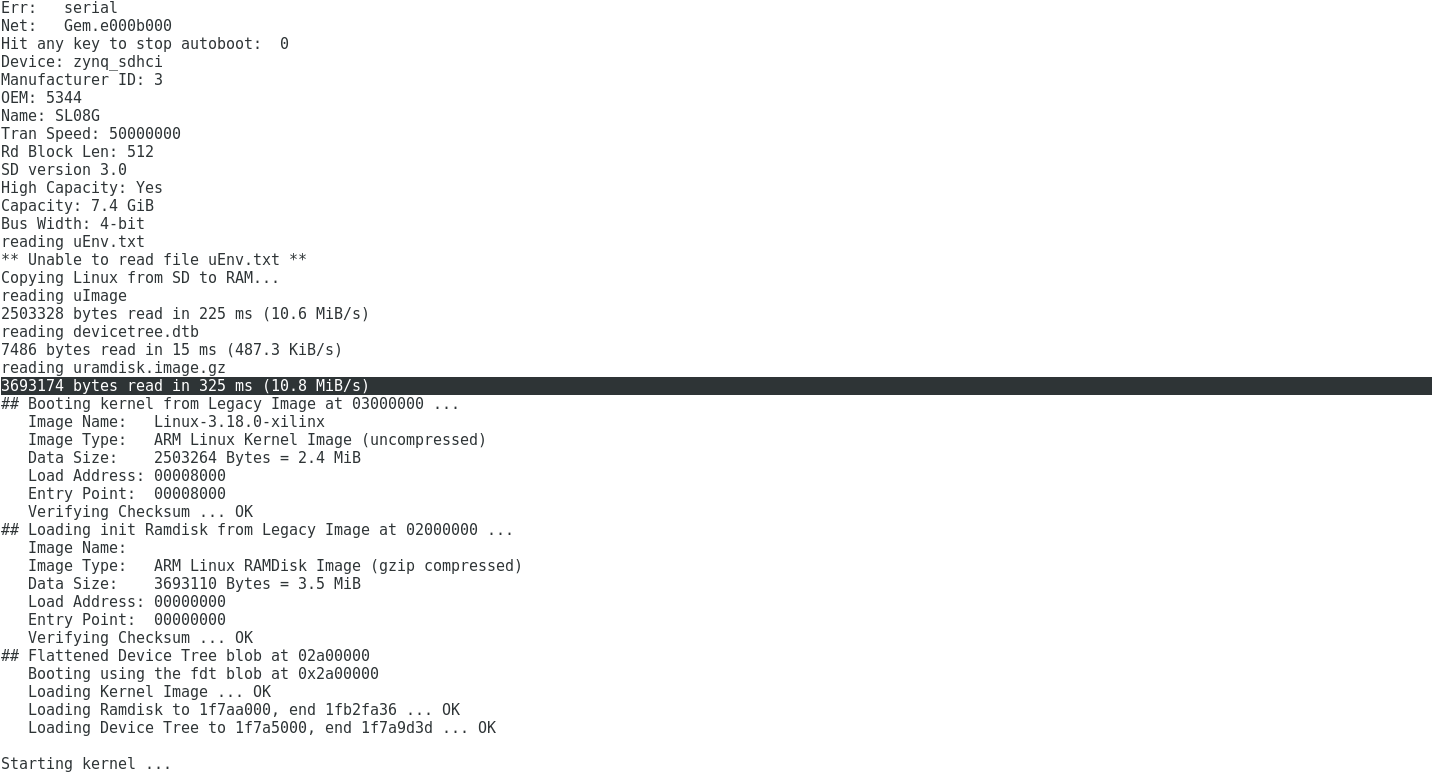 Err:   serial
Net:   Gem.e000b000
Hit any key to stop autoboot:  0
Device: zynq_sdhci
Manufacturer ID: 3
OEM: 5344
Name: SL08G
Tran Speed: 50000000
Rd Block Len: 512
SD version 3.0
High Capacity: Yes
Capacity: 7.4 GiB
Bus Width: 4-bit
reading uEnv.txt
** Unable to read file uEnv.txt **
Copying Linux from SD to RAM...
reading uImage
2503328 bytes read in 225 ms (10.6 MiB/s)
reading devicetree.dtb
7486 bytes read in 15 ms (487.3 KiB/s)
reading uramdisk.image.gz
3693174 bytes read in 325 ms (10.8 MiB/s)
## Booting kernel from Legacy Image at 03000000 ...
   Image Name:   Linux-3.18.0-xilinx
   Image Type:   ARM Linux Kernel Image (uncompressed)
   Data Size:    2503264 Bytes = 2.4 MiB
   Load Address: 00008000
   Entry Point:  00008000
   Verifying Checksum ... OK
## Loading init Ramdisk from Legacy Image at 02000000 ...
   Image Name:
   Image Type:   ARM Linux RAMDisk Image (gzip compressed)
   Data Size:    3693110 Bytes = 3.5 MiB
   Load Address: 00000000
   Entry Point:  00000000
   Verifying Checksum ... OK
## Flattened Device Tree blob at 02a00000
   Booting using the fdt blob at 0x2a00000
   Loading Kernel Image ... OK
   Loading Ramdisk to 1f7aa000, end 1fb2fa36 ... OK
   Loading Device Tree to 1f7a5000, end 1f7a9d3d ... OK

Starting kernel ...